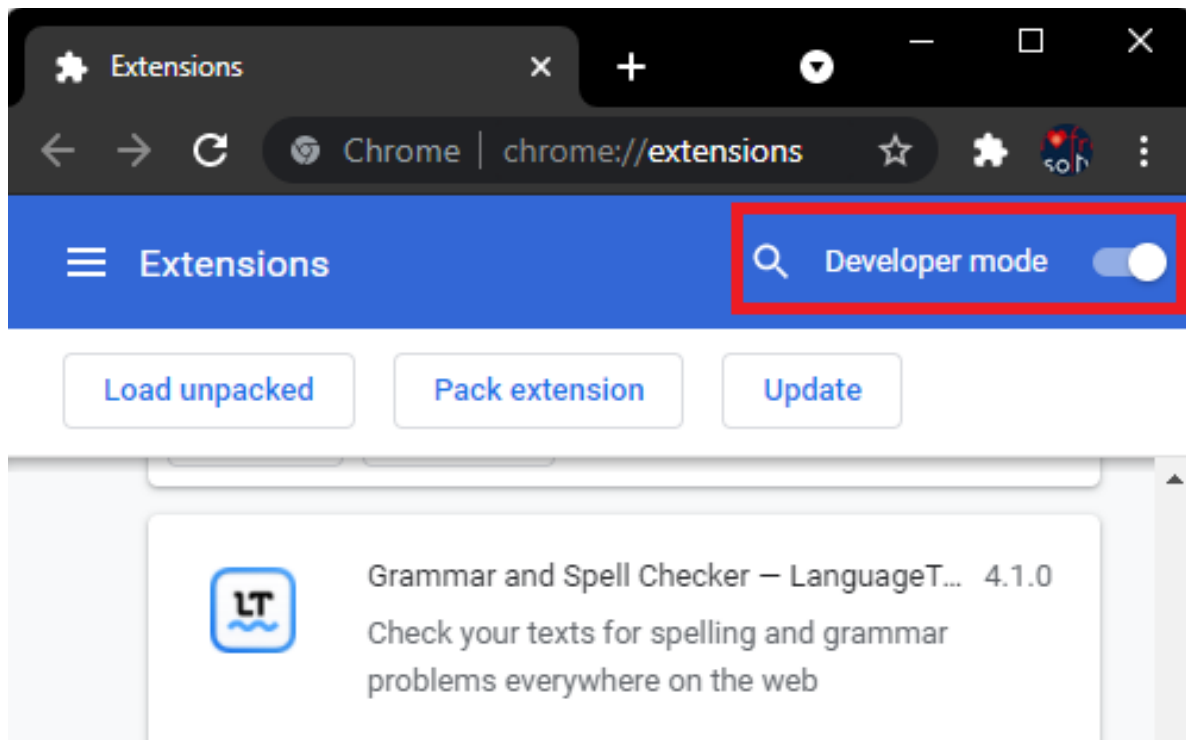 Extensions
Chrome | chrome://extensions
Extensions
Developer mode
Load unpacked Pack extension Update
LT
Grammar and Spell Checker — LanguageT... 4.1.0
Check your texts for spelling and grammar
problems everywhere on the web